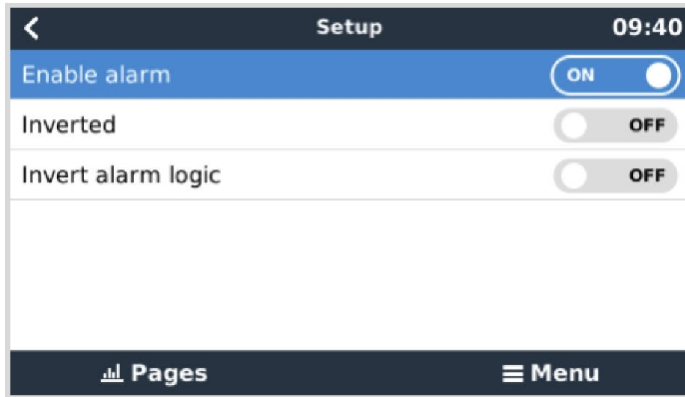 Setup 09:40
Enable alarm ON
Inverted OFF
Invert alarm logic OFF
Pages Menu